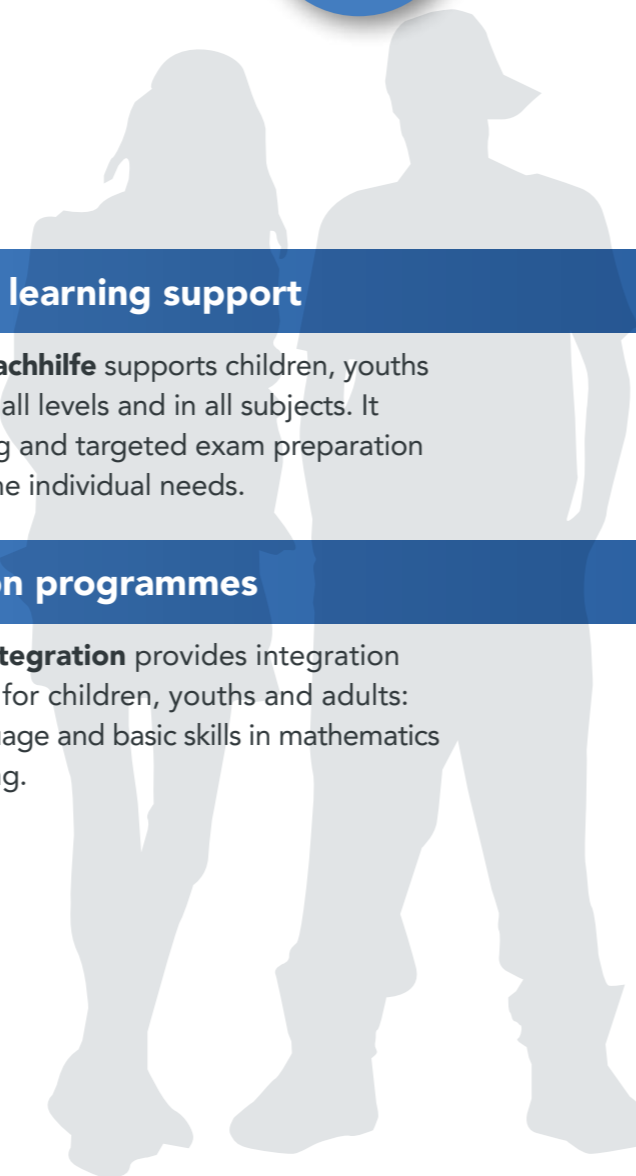 learning support
achhilfe supports children, youths
all levels and in all subjects. It
g and targeted exam preparation
ne individual needs.
on programmes
tegration provides integration
for children, youths and adults:
uage and basic skills in mathematics
g.